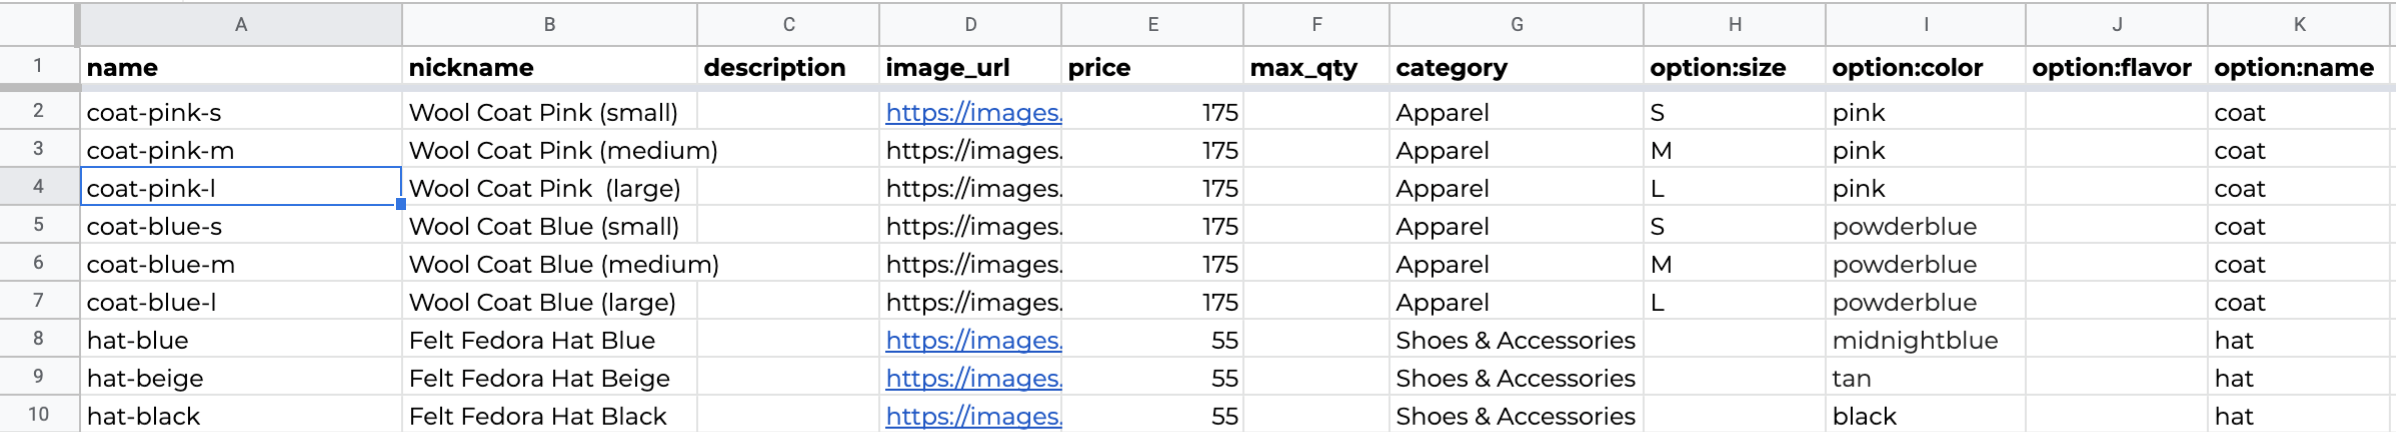 A B C D E F G H I J K
1 name nickname description image_url price max_qty category option:size option:color option:flavor option:name
2 coat-pink-s Wool Coat Pink (small) https://images. 175 Apparel S pink coat
3 coat-pink-m Wool Coat Pink (medium) https://images. 175 Apparel M pink coat
4 coat-pink-l Wool Coat Pink  (large) https://images. 175 Apparel L pink coat
5 coat-blue-s Wool Coat Blue (small) https://images. 175 Apparel S powderblue coat
6 coat-blue-m Wool Coat Blue (medium) https://images. 175 Apparel M powderblue coat
7 coat-blue-l Wool Coat Blue (large) https://images. 175 Apparel L powderblue coat
8 hat-blue Felt Fedora Hat Blue https://images. 55 Shoes & Accessories midnightblue hat
9 hat-beige Felt Fedora Hat Beige https://images. 55 Shoes & Accessories tan hat
10 hat-black Felt Fedora Hat Black https://images. 55 Shoes & Accessories black hat